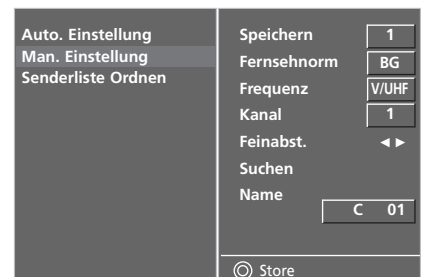 Auto. Einstellung
Man. Einstellung
Senderliste Ordnen
Speichern 1
Fernsehnorm BG
Frequenz V/UHF
Kanal 1
Feinabst. ◄ ►
Suchen
Name
C 01
Store